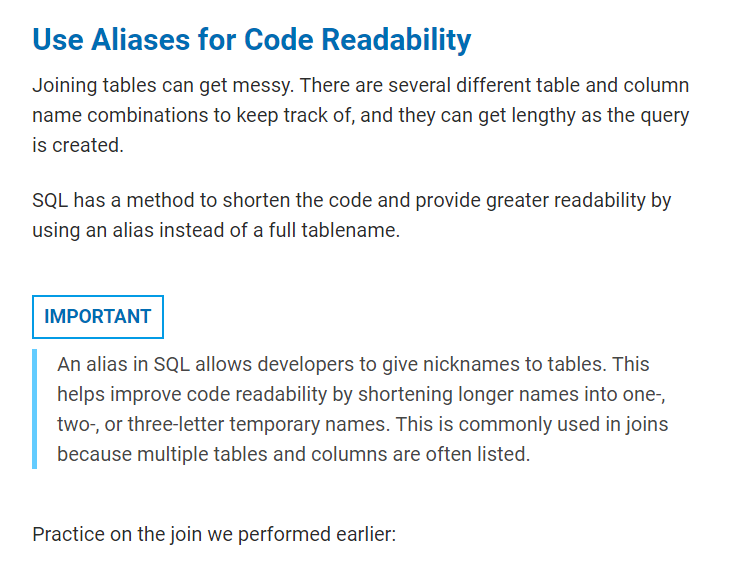 Use Aliases for Code Readability
Joining tables can get messy. There are several different table and column
name combinations to keep track of, and they can get lengthy as the query
is created.
SQL has a method to shorten the code and provide greater readability by
using an alias instead of a full tablename.
IMPORTANT
An alias in SQL allows developers to give nicknames to tables. This
helps improve code readability by shortening longer names into one-,
two-, or three-letter temporary names. This is commonly used in joins
because multiple tables and columns are often listed.
Practice on the join we performed earlier: